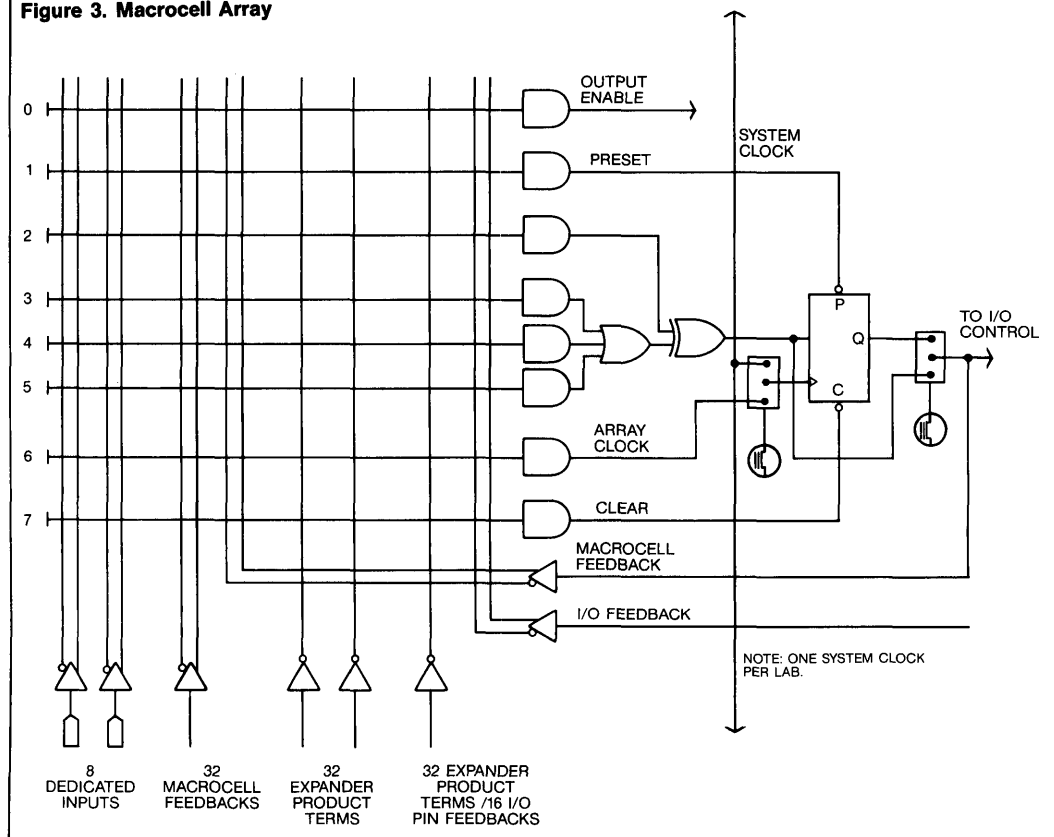 Figure 3. Macrocell Array
0
OUTPUT
ENABLE
SYSTEM
CLOCK
1
PRESET
2
3
P
TO I/O
CONTROL
4
Q
5
C
ARRAY
CLOCK
6
7
CLEAR
MACROCELL
FEEDBACK
I/O FEEDBACK
NOTE: ONE SYSTEM CLOCK
PER LAB.
8
DEDICATED
INPUTS
32
MACROCELL
FEEDBACKS
32
EXPANDER
PRODUCT
TERMS
32 EXPANDER
PRODUCT
TERMS /16 I/O
PIN FEEDBACKS